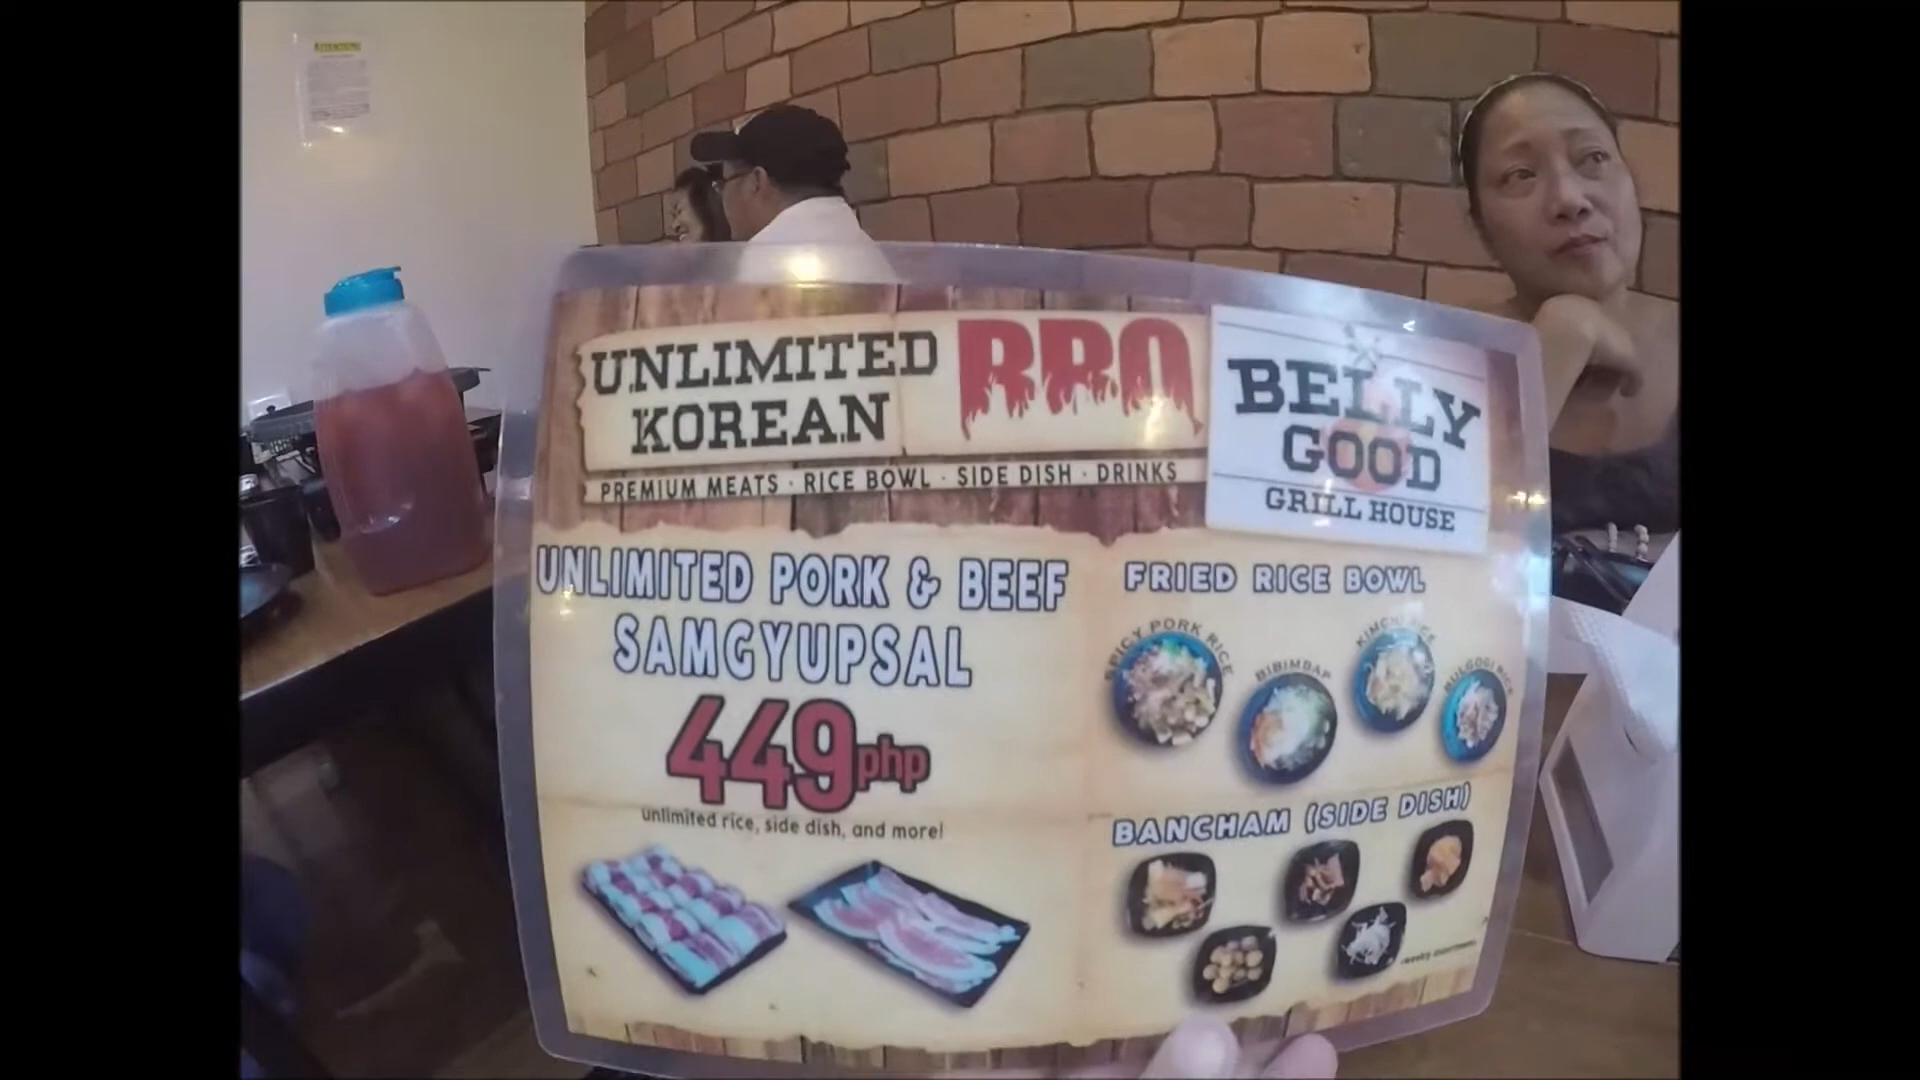 ATTENTION!
UNLIMITED
KOREAN
BBQ
PREMIUM MEATS · RICE BOWL · SIDE DISH · DRINKS
BELLY
GOOD
GRILL HOUSE
UNLIMITED PORK & BEEF
SAMGYUPSAL
449php
unlimited rice, side dish, and more!
FRIED RICE BOWL
SPICY PORK RICE
BIBIMBAP
KIMCHI RICE
BULGOGI RICE
BANCHAM (SIDE DISH)